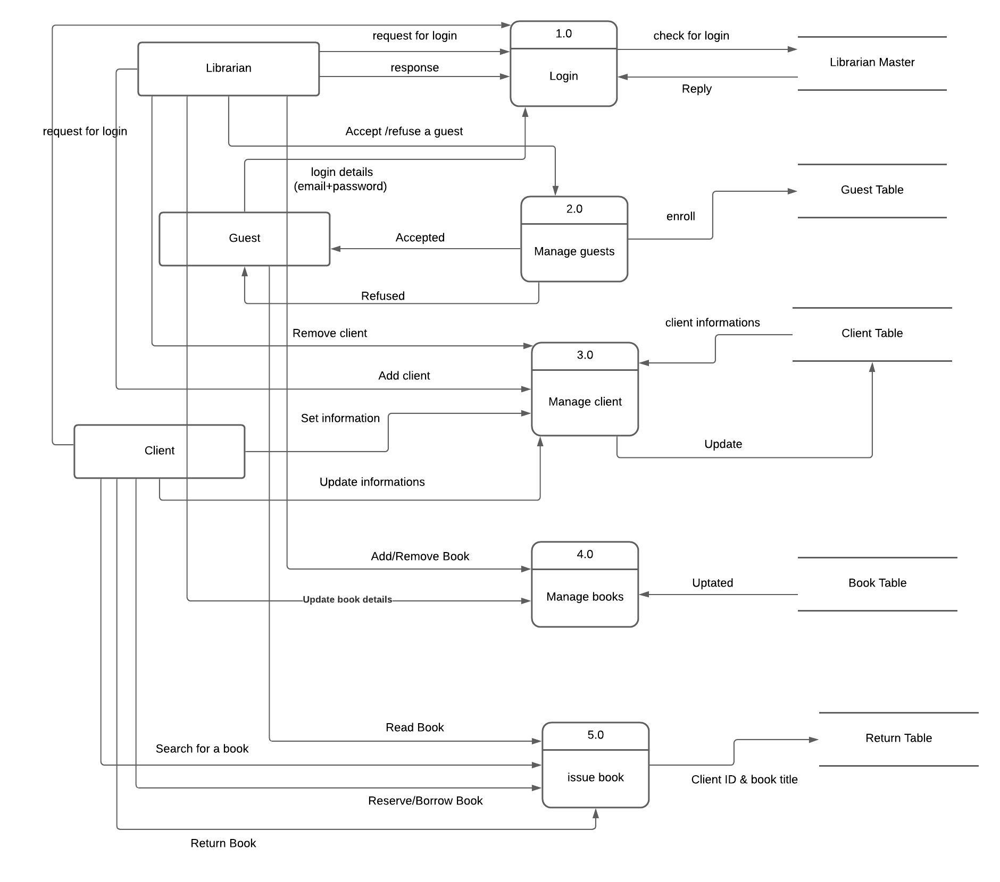 1.0
request for login
check for login
Librarian Master
Librarian
response
Login
Reply
request for login
Accept /refuse a guest
login details
(email+password)
Guest Table
2.0
enroll
Guest
Accepted
Manage guests
Refused
client informations
Remove client
Client Table
3.0
Add client
Manage client
Set information
Update
Client
Update informations
Add/Remove Book
4.0
Uptated
Book Table
Manage books
Update book details
Read Book
5.0
Return Table
Search for a book
issue book
Client ID & book title
Reserve/Borrow Book
Return Book